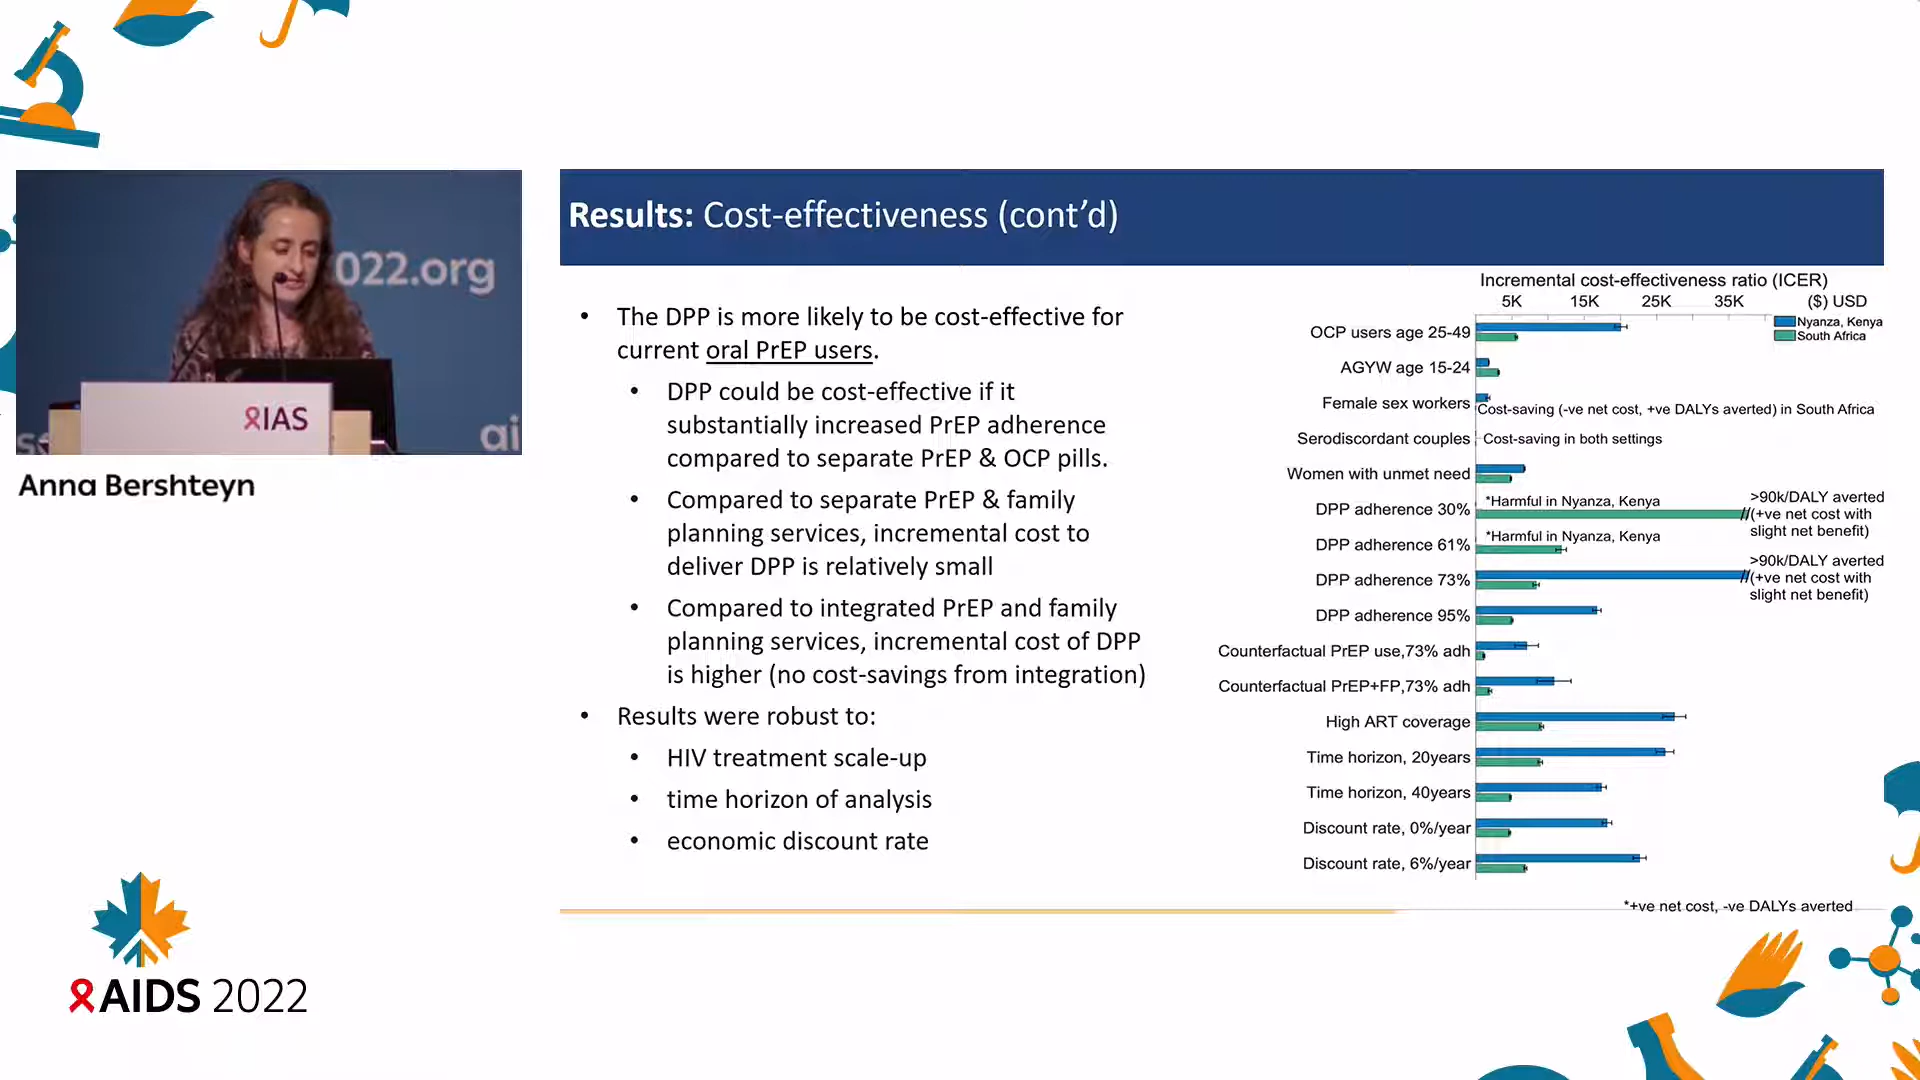 022.org
IAS
ai
Anna Bershteyn
AIDS 2022
Results: Cost-effectiveness (cont'd)
• The DPP is more likely to be cost-effective for
current oral PrEP users.
• DPP could be cost-effective if it
substantially increased PrEP adherence
compared to separate PrEP & OCP pills.
• Compared to separate PrEP & family
planning services, incremental cost to
deliver DPP is relatively small
• Compared to integrated PrEP and family
planning services, incremental cost of DPP
is higher (no cost-savings from integration)
• Results were robust to:
• HIV treatment scale-up
• time horizon of analysis
• economic discount rate
Incremental cost-effectiveness ratio (ICER)
5K 15K 25K 35K ($) USD
Nyanza, Kenya
South Africa
OCP users age 25-49
AGYW age 15-24
Female sex workers
Cost-saving (-ve net cost, +ve DALYs averted) in South Africa
Serodiscordant couples
Cost-saving in both settings
Women with unmet need
DPP adherence 30%
*Harmful in Nyanza, Kenya
>90k/DALY averted
(+ve net cost with
slight net benefit)
DPP adherence 61%
*Harmful in Nyanza, Kenya
DPP adherence 73%
>90k/DALY averted
(+ve net cost with
slight net benefit)
DPP adherence 95%
Counterfactual PrEP use,73% adh
Counterfactual PrEP+FP,73% adh
High ART coverage
Time horizon, 20years
Time horizon, 40years
Discount rate, 0%/year
Discount rate, 6%/year
*+ve net cost, -ve DALYs averted